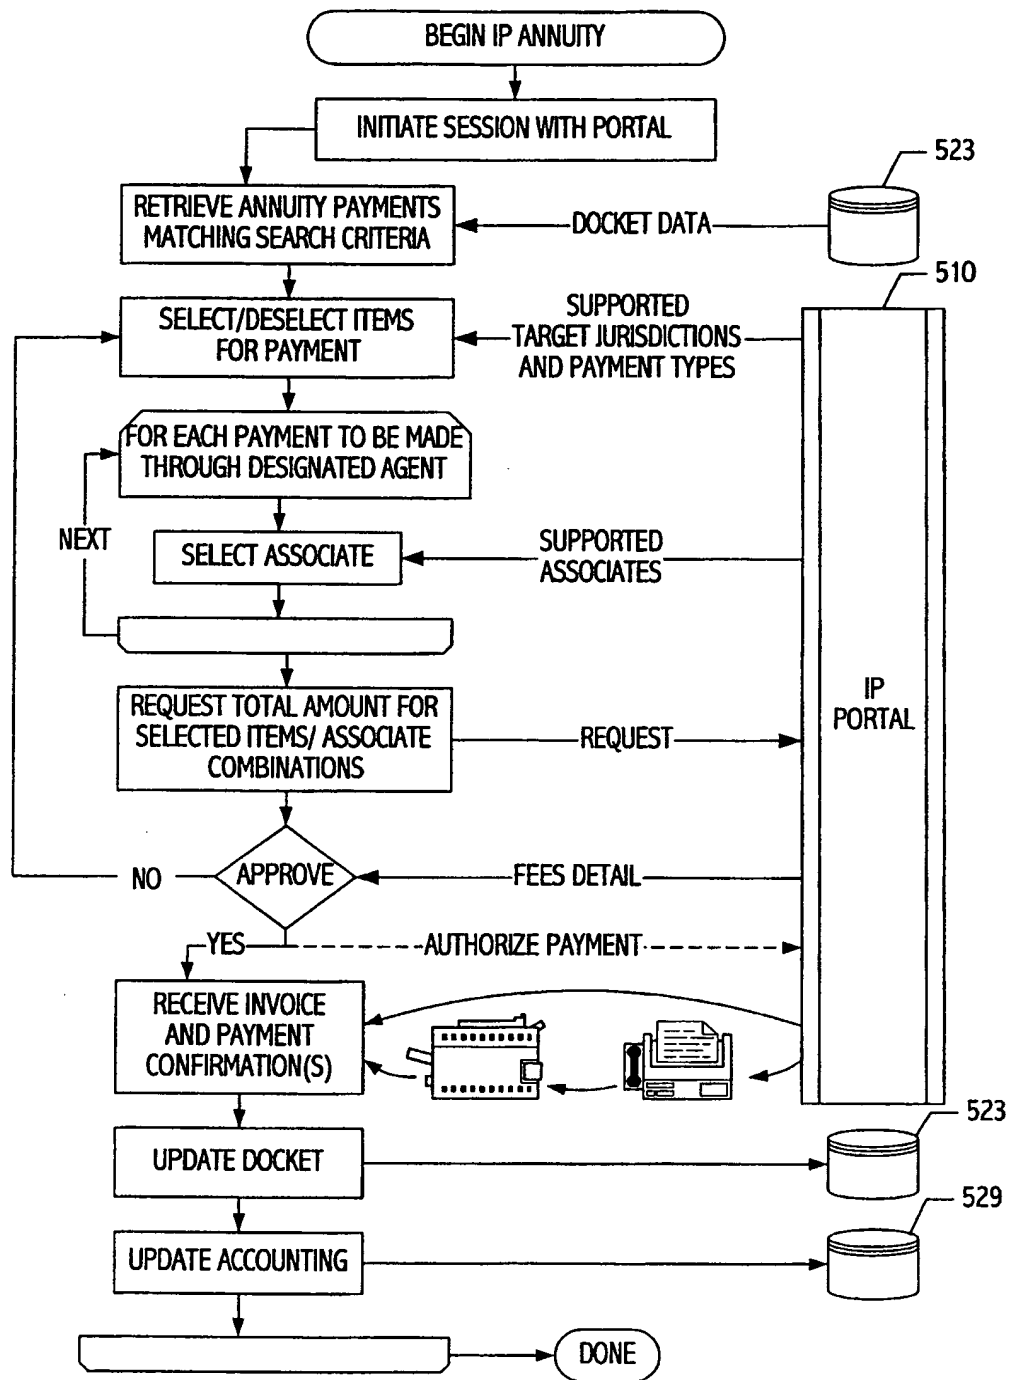 BEGIN IP ANNUITY
INITIATE SESSION WITH PORTAL
523
RETRIEVE ANNUITY PAYMENTS
MATCHING SEARCH CRITERIA
DOCKET DATA
510
SELECT/DESELECT ITEMS
FOR PAYMENT
SUPPORTED
TARGET JURISDICTIONS
AND PAYMENT TYPES
FOR EACH PAYMENT TO BE MADE
THROUGH DESIGNATED AGENT
NEXT
SELECT ASSOCIATE
SUPPORTED
ASSOCIATES
IP
PORTAL
REQUEST TOTAL AMOUNT FOR
SELECTED ITEMS/ ASSOCIATE
COMBINATIONS
REQUEST
NO
APPROVE
FEES DETAIL
YES
AUTHORIZE PAYMENT
RECEIVE INVOICE
AND PAYMENT
CONFIRMATION(S)
523
UPDATE DOCKET
529
UPDATE ACCOUNTING
DONE